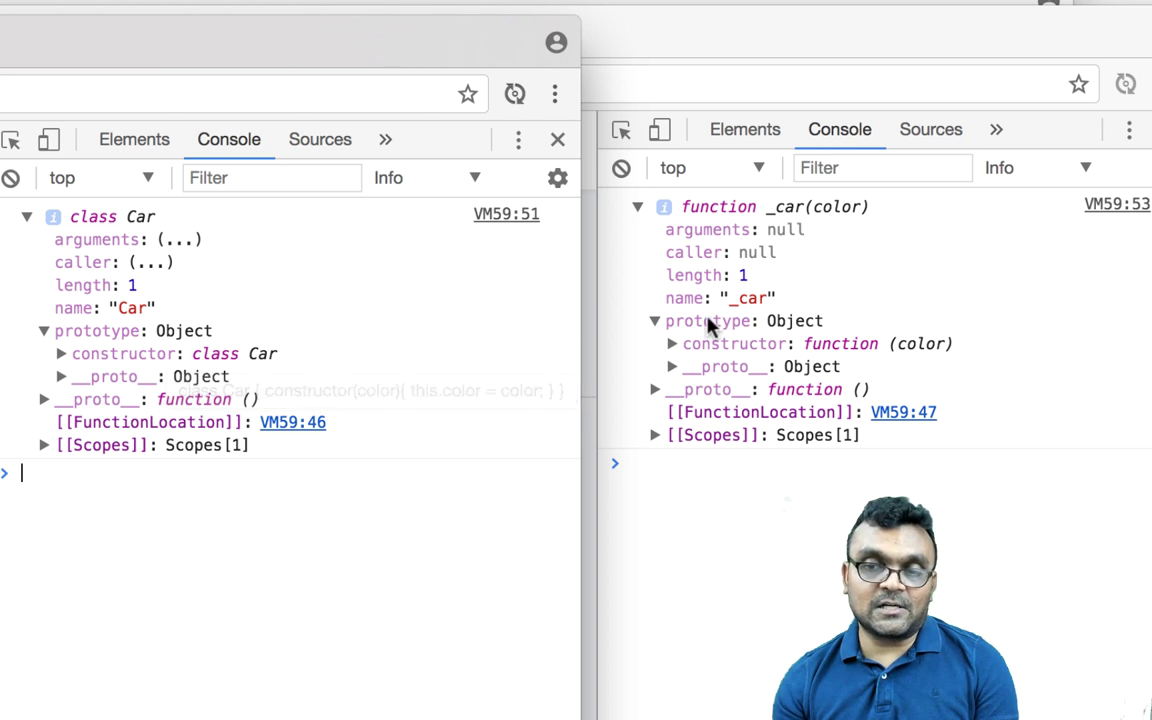 Elements Console Sources »
top Filter Info
class Car VM59:51
arguments: (...)
caller: (...)
length: 1
name: "Car"
prototype: Object
constructor: class Car
__proto__: Object
class Car { constructor(color){ this.color = color; } }
__proto__: function ()
[[FunctionLocation]]: VM59:46
[[Scopes]]: Scopes[1]
>
Elements Console Sources »
top Filter Info
function _car(color) VM59:53
arguments: null
caller: null
length: 1
name: "_car"
prototype: Object
constructor: function (color)
__proto__: Object
__proto__: function ()
[[FunctionLocation]]: VM59:47
[[Scopes]]: Scopes[1]
>